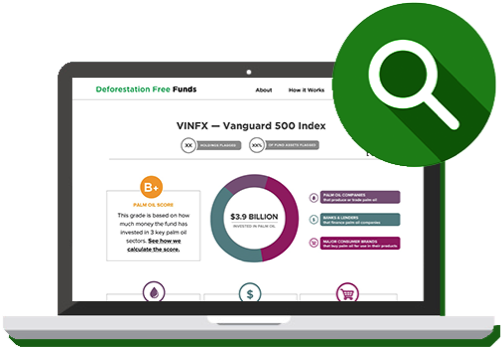 Deforestation Free Funds
About
How it Works
VINFX — Vanguard 500 Index
XX HOLDINGS FLAGGED
XX% OF FUND ASSETS FLAGGED
B+
PALM OIL SCORE
This grade is based on
how much money the fund has
invested in 3 key palm oil
sectors. See how we
calculate the score.
$3.9 BILLION
INVESTED IN PALM OIL
PALM OIL COMPANIES
that produce or trade palm oil
$
BANKS & LENDERS
that finance palm oil companies
MAJOR CONSUMER BRANDS
that buy palm oil for use in their products
$